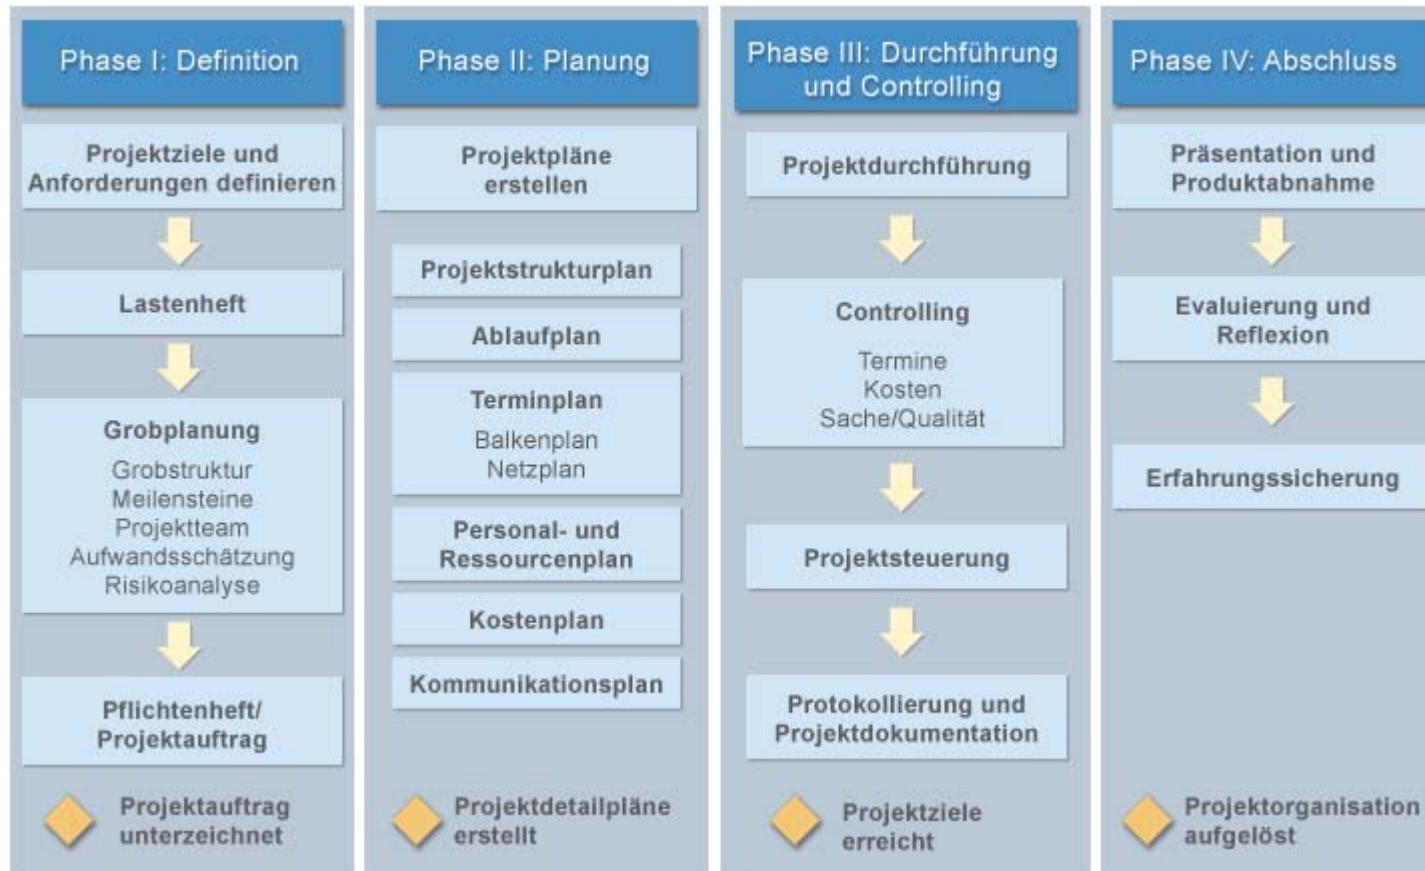 Phase I: Definition
Projektziele und
Anforderungen definieren
Lastenheft
Grobplanung
Grobstruktur
Meilensteine
Projektteam
Aufwandsschätzung
Risikoanalyse
Pflichtenheft/
Projektauftrag
Projektauftrag
unterzeichnet
Phase II: Planung
Projektpläne
erstellen
Projektstrukturplan
Ablaufplan
Terminplan
Balkenplan
Netzplan
Personal- und
Ressourcenplan
Kostenplan
Kommunikationsplan
Projektdetailpläne
erstellt
Phase III: Durchführung
und Controlling
Projektdurchführung
Controlling
Termine
Kosten
Sache/Qualität
Projektsteuerung
Protokollierung und
Projektdokumentation
Projektziele
erreicht
Phase IV: Abschluss
Präsentation und
Produktabnahme
Evaluierung und
Reflexion
Erfahrungssicherung
Projektorganisation
aufgelöst